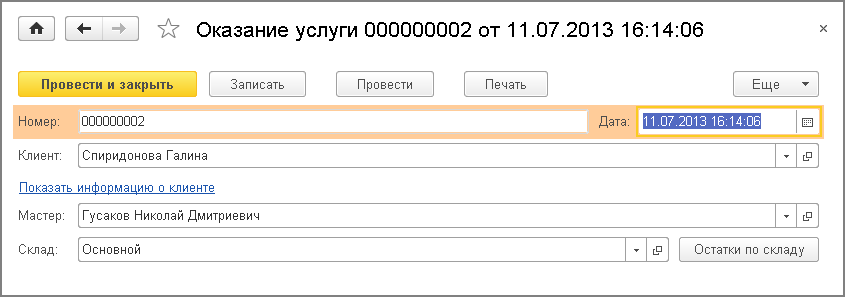 Оказание услуги 000000002 от 11.07.2013 16:14:06
Провести и закрыть Записать Провести Печать Еще
Номер: 000000002 Дата: 11.07.2013 16:14:06
Клиент: Спиридонова Галина
Показать информацию о клиенте
Мастер: Гусаков Николай Дмитриевич
Склад: Основной Остатки по складу